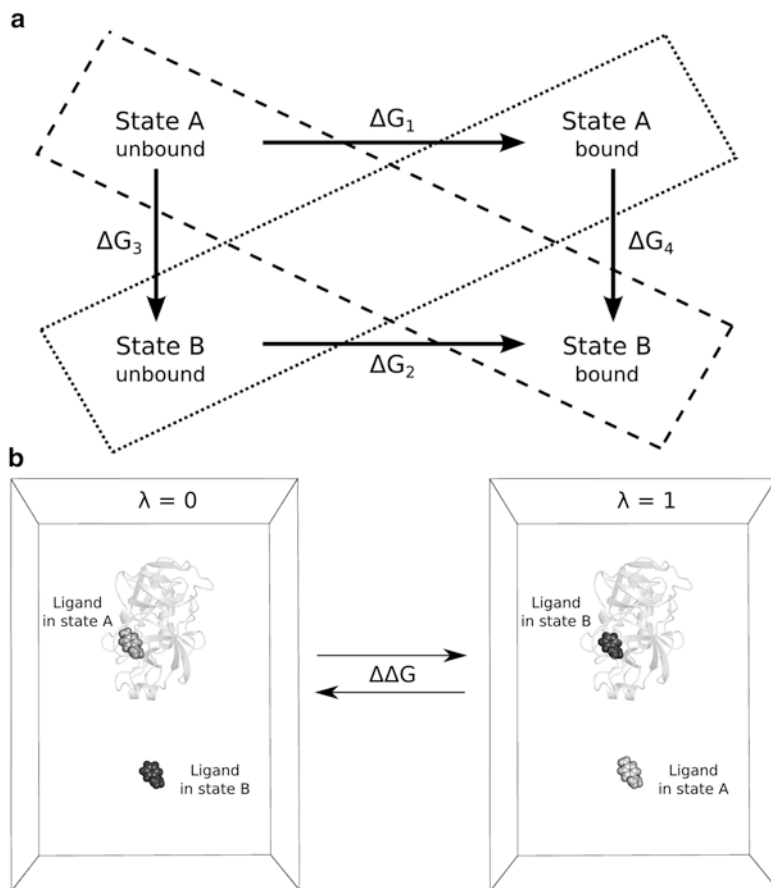 a
State A
unbound
ΔG₁
State A
bound
ΔG₃
ΔG₄
State B
unbound
ΔG₂
State B
bound
b
λ = 0
λ = 1
Ligand
in state A
Ligand
in state B
ΔΔG
Ligand
in state B
Ligand
in state A